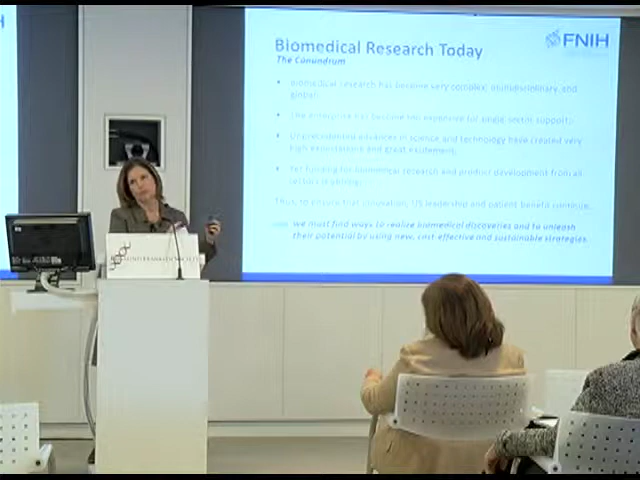 FNIH
Biomedical Research Today
The Conundrum
• Biomedical research has become very complex, multidisciplinary, and
global;
• The enterprise has become too expensive for single-sector support;
• Unprecedented advances in science and technology have created very
high expectations and great excitement;
• Yet funding for biomedical research and product development from all
sectors is
Thus, to ensure that innovation, US leadership and patient benefit continue,
we must find ways to realize biomedical discoveries and to unleash
their potential by using new, cost effective and sustainable strategies.